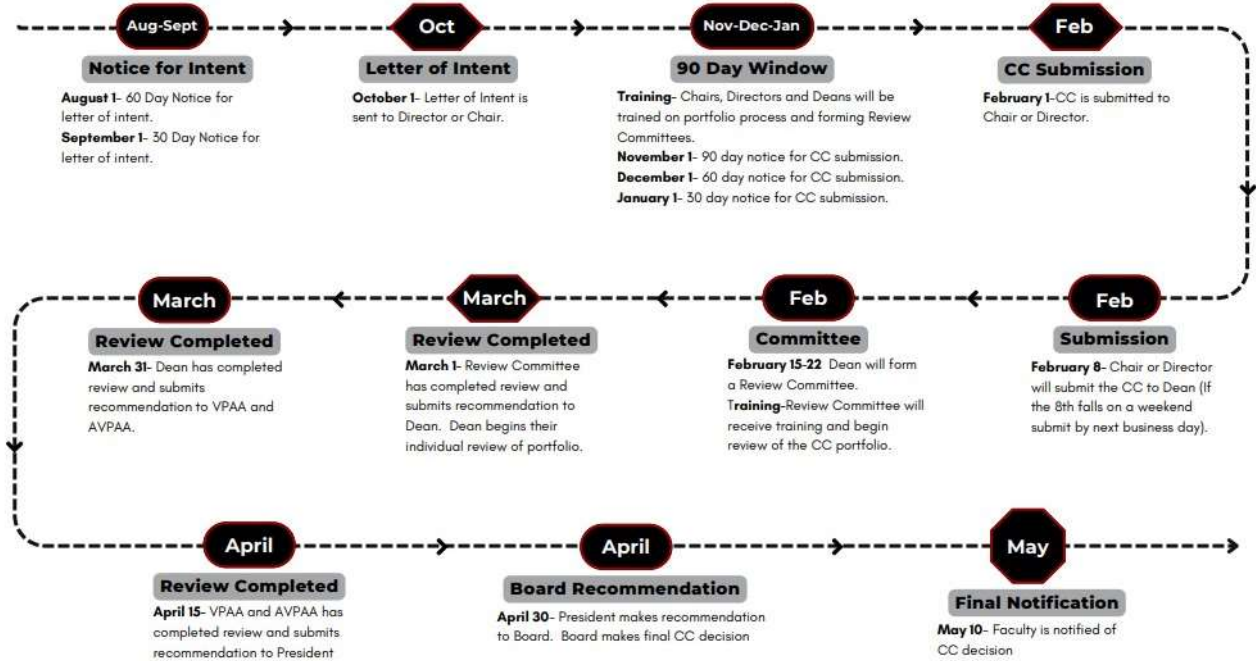 Aug-Sept
Notice for Intent
August 1- 60 Day Notice for
letter of intent.
September 1- 30 Day Notice for
letter of intent.
Oct
Letter of Intent
October 1- Letter of Intent is
sent to Director or Chair.
Nov-Dec-Jan
90 Day Window
Training- Chairs, Directors and Deans will be
trained on portfolio process and forming Review
Committees.
November 1- 90 day notice for CC submission.
December 1- 60 day notice for CC submission.
January 1- 30 day notice for CC submission.
Feb
CC Submission
February 1-CC is submitted to
Chair or Director.
Feb
Submission
February 8- Chair or Director
will submit the CC to Dean (If
the 8th falls on a weekend
submit by next business day).
Feb
Committee
February 15-22 Dean will form
a Review Committee.
Training-Review Committee will
receive training and begin
review of the CC portfolio.
March
Review Completed
March 1- Review Committee
has completed review and
submits recommendation to
Dean. Dean begins their
individual review of portfolio.
March
Review Completed
March 31- Dean has completed
review and submits
recommendation to VPAA and
AVPAA.
April
Review Completed
April 15- VPAA and AVPAA has
completed review and submits
recommendation to President
April
Board Recommendation
April 30- President makes recommendation
to Board. Board makes final CC decision
May
Final Notification
May 10- Faculty is notified of
CC decision